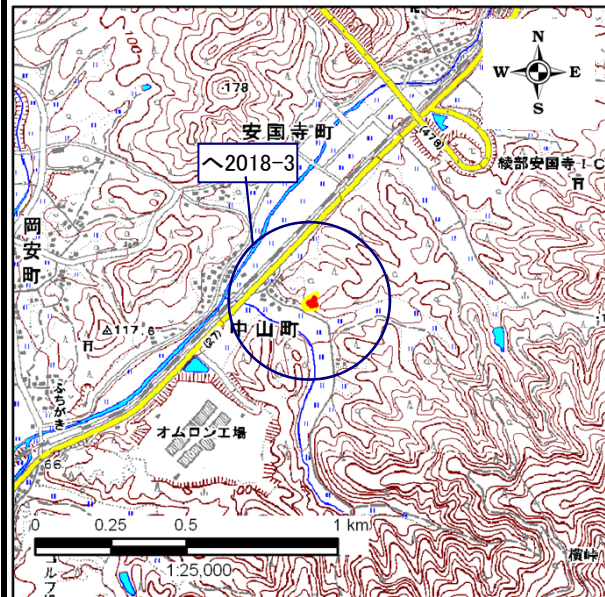 N
W E
S
100
178
安国寺町
(478)
綾部安国寺IC
へ2018-3
岡安町
117.6
中山町
(27)
ふちがき
オムロン工場
66
0 0.25 0.5 1 km
1:25,000
横峠